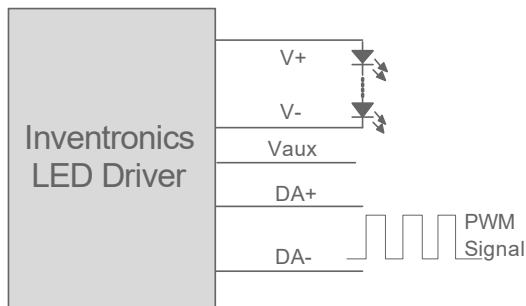 Inventronics
LED Driver
V+
V-
Vaux
DA+
DA-
PWM
Signal